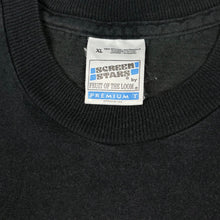 XL
SCREEN
STARS
by
FRUIT OF THE LOOM
PREMIUM T